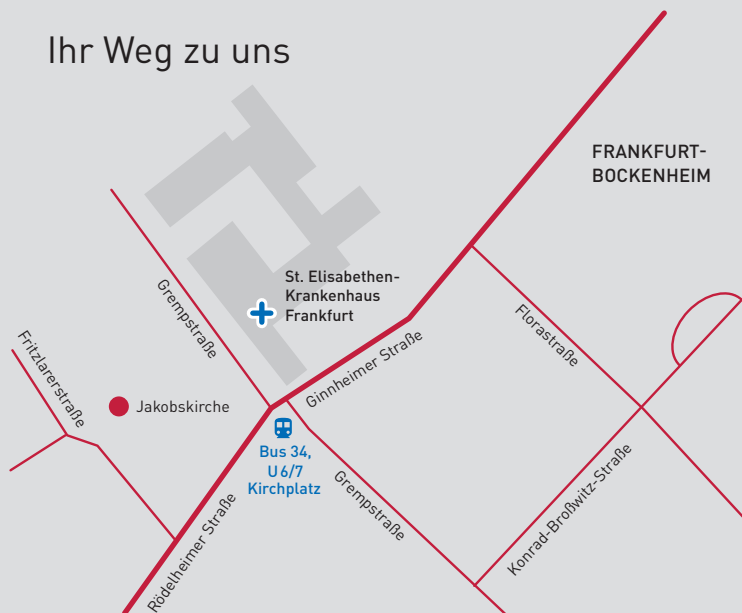 Ihr Weg zu uns
FRANKFURT-
BOCKENHEIM
St. Elisabethen-
Krankenhaus
Frankfurt
Grempstraße
Florastraße
Fritzlarerstraße
Ginnheimer Straße
Jakobskirche
Bus 34,
U 6/7
Kirchplatz
Grempstraße
Konrad-Broßwitz-Straße
Rödelheimer Straße